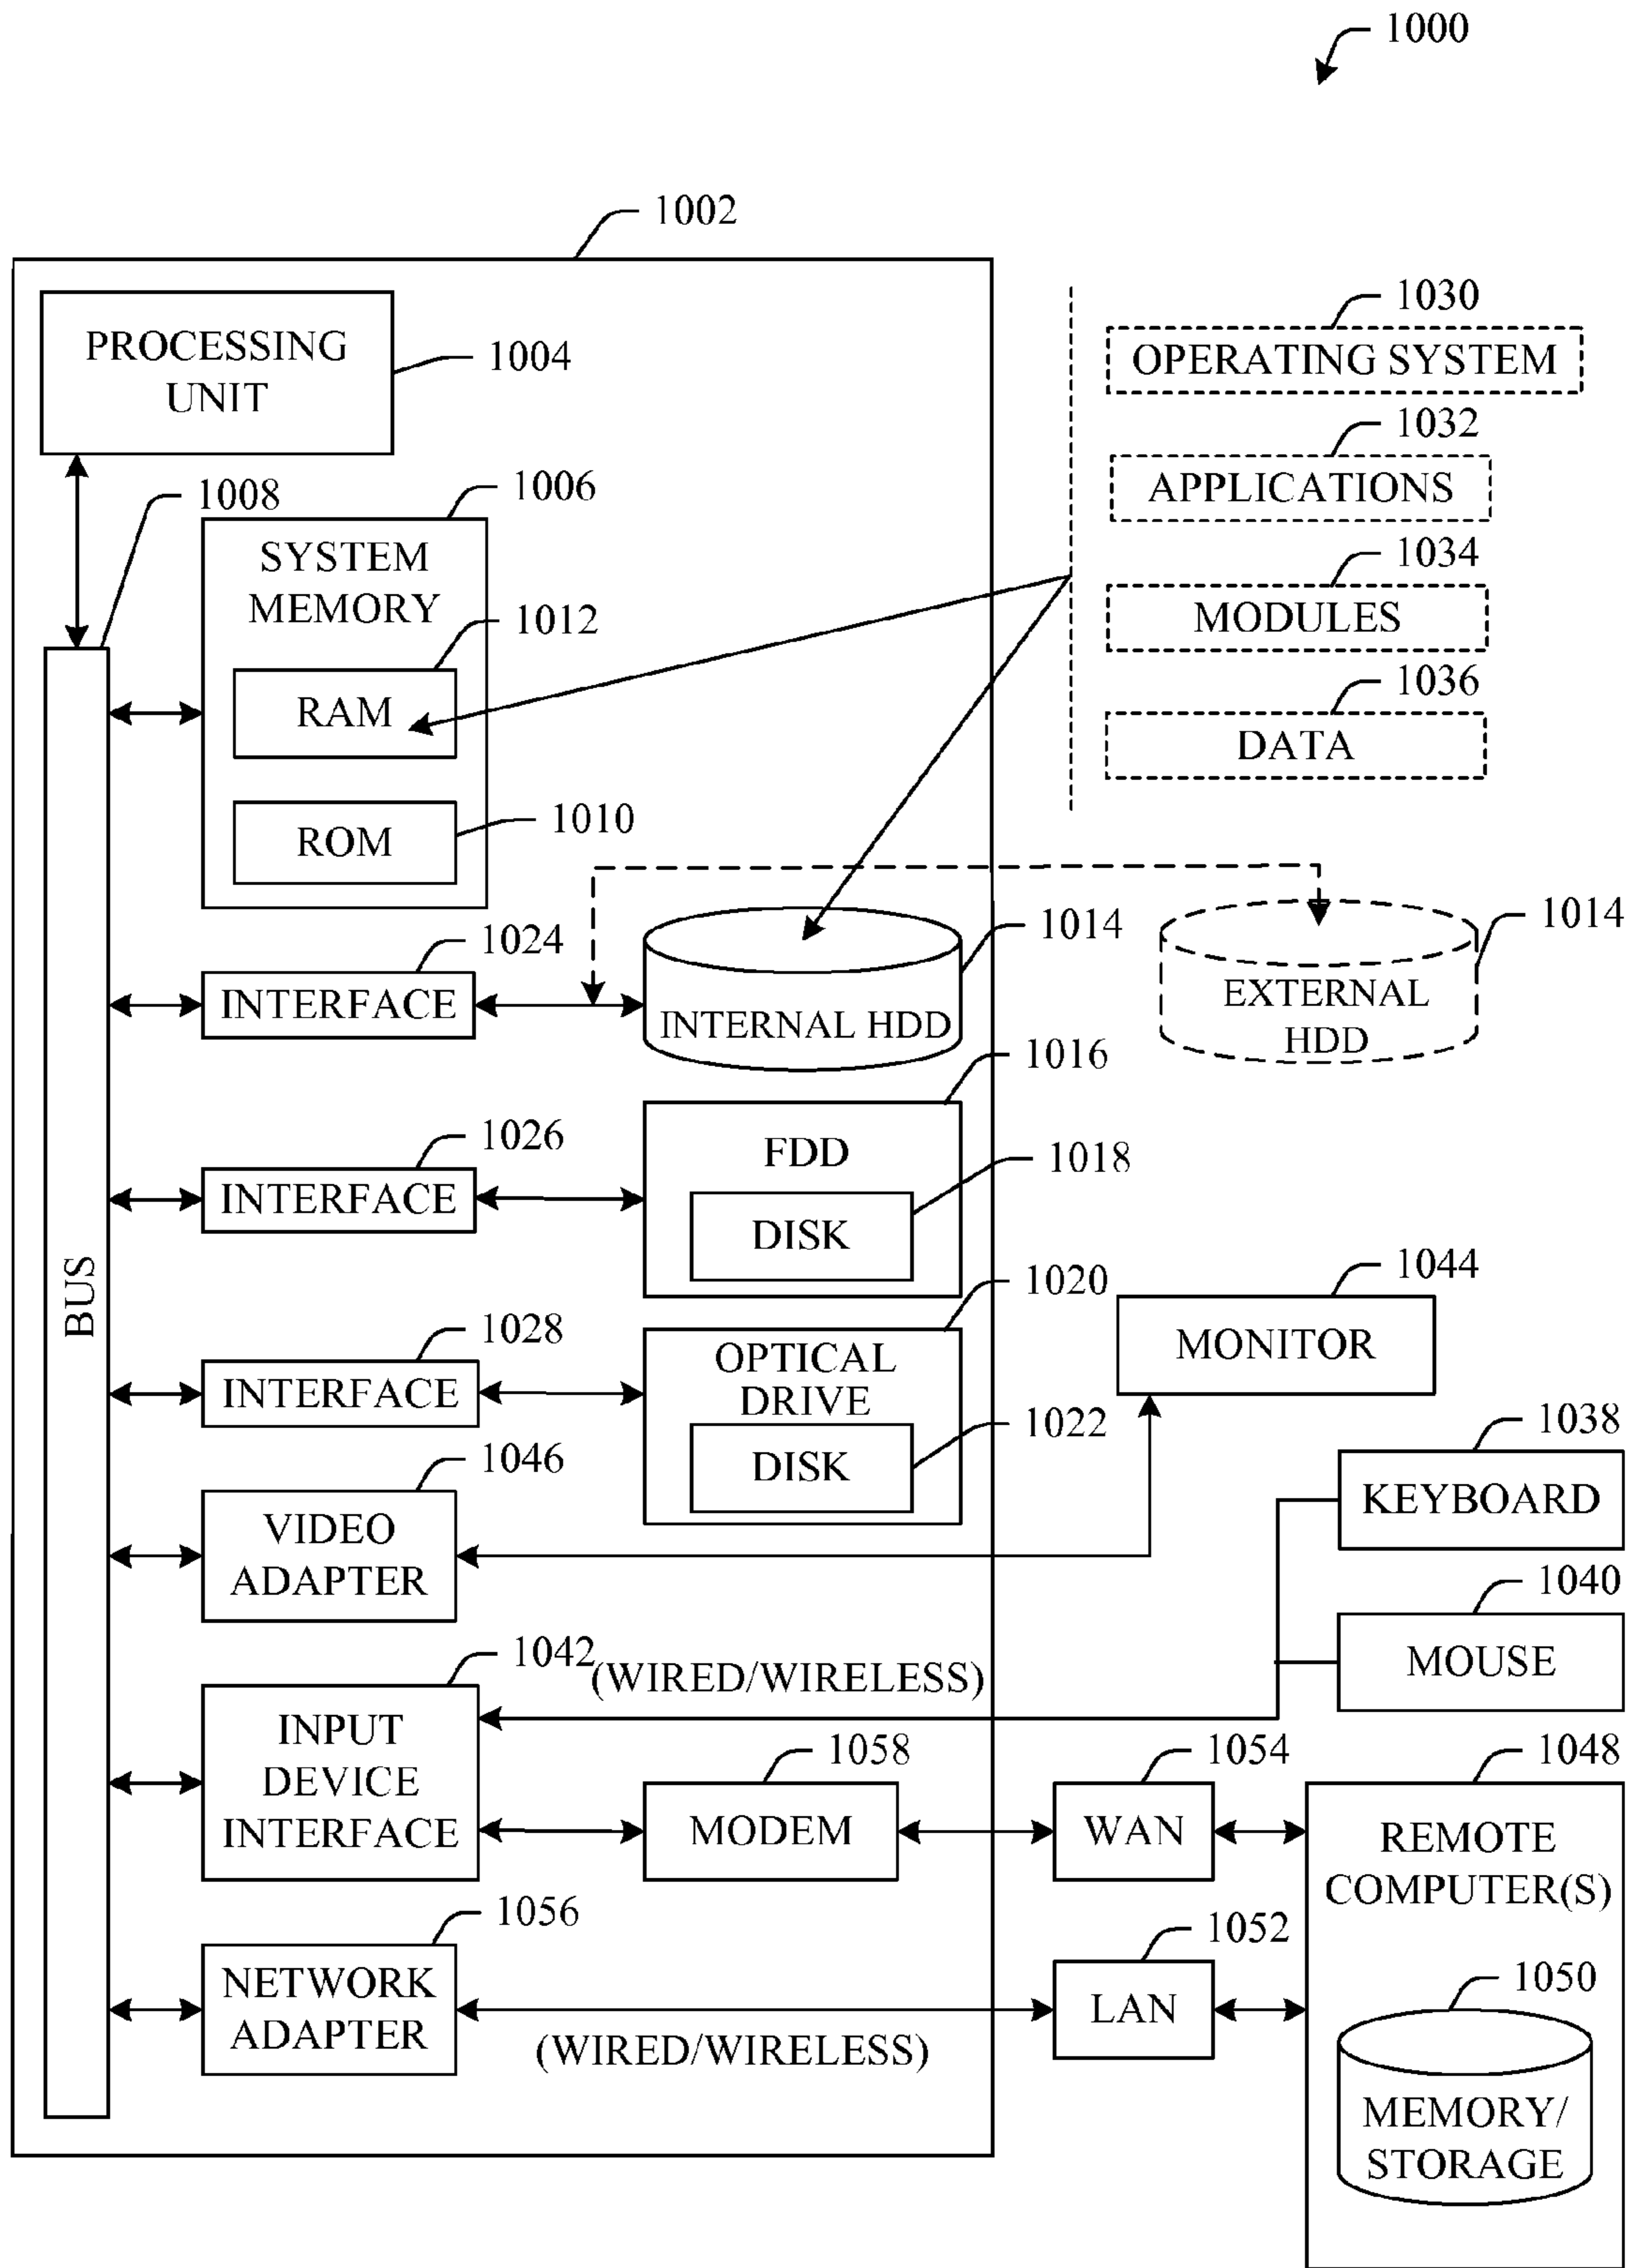 1000
1002
PROCESSING
UNIT
1004
1030
OPERATING SYSTEM
1032
APPLICATIONS
1034
MODULES
1036
DATA
1008
1006
SYSTEM
MEMORY
1012
RAM
1010
ROM
1024
INTERFACE
1014
INTERNAL HDD
1014
EXTERNAL
HDD
1016
FDD
1018
DISK
1026
INTERFACE
BUS
1020
OPTICAL
DRIVE
1022
DISK
1028
INTERFACE
1044
MONITOR
1046
VIDEO
ADAPTER
1038
KEYBOARD
1040
MOUSE
1042
(WIRED/WIRELESS)
INPUT
DEVICE
INTERFACE
1058
MODEM
1054
WAN
1048
REMOTE
COMPUTER(S)
1056
NETWORK
ADAPTER
(WIRED/WIRELESS)
1052
LAN
1050
MEMORY/
STORAGE